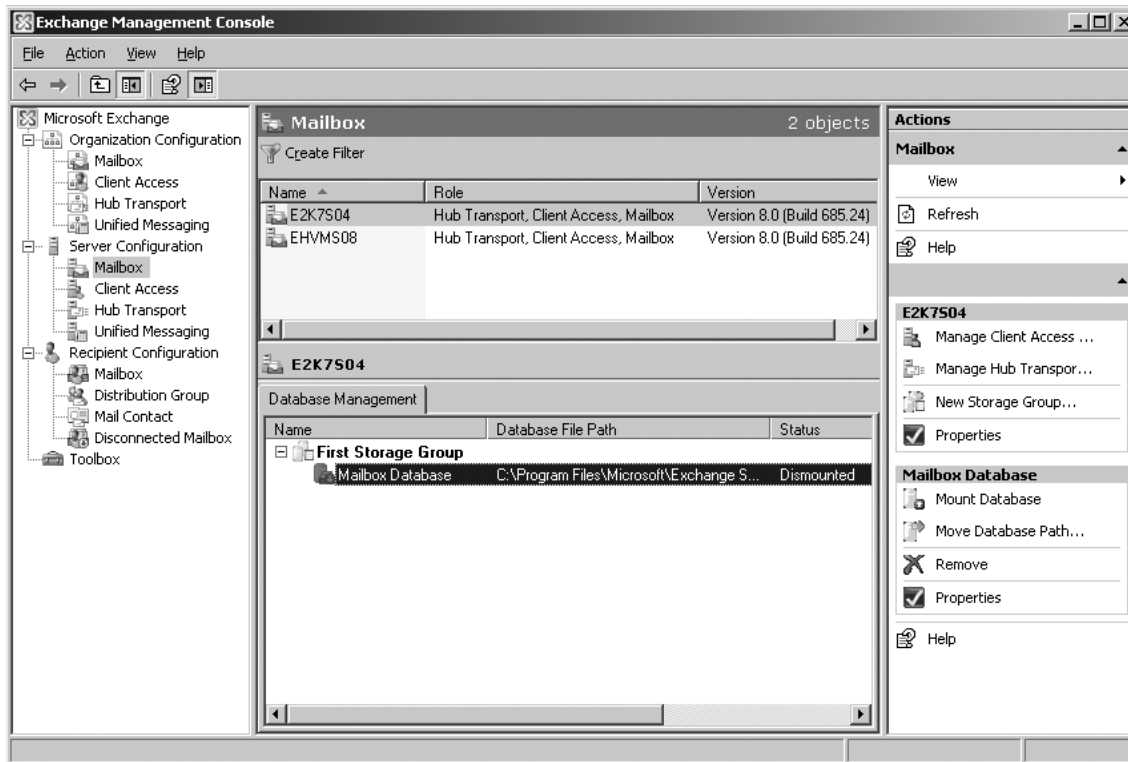 Exchange Management Console
File Action View Help
Microsoft Exchange
Organization Configuration
Mailbox
Client Access
Hub Transport
Unified Messaging
Server Configuration
Mailbox
Client Access
Hub Transport
Unified Messaging
Recipient Configuration
Mailbox
Distribution Group
Mail Contact
Disconnected Mailbox
Toolbox
Mailbox 2 objects
Create Filter
Name Role Version
E2K7S04 Hub Transport, Client Access, Mailbox Version 8.0 (Build 685.24)
EHVMS08 Hub Transport, Client Access, Mailbox Version 8.0 (Build 685.24)
E2K7S04
Database Management
Name Database File Path Status
First Storage Group
Mailbox Database C:\Program Files\Microsoft\Exchange S... Dismounted
Actions
Mailbox
View
Refresh
Help
E2K7S04
Manage Client Access ...
Manage Hub Transpor...
New Storage Group...
Properties
Mailbox Database
Mount Database
Move Database Path...
Remove
Properties
Help